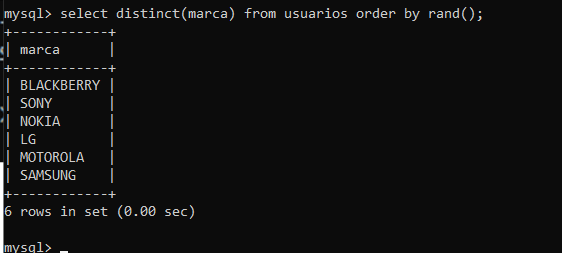 mysql> select distinct(marca) from usuarios order by rand();
+------------+
| marca      |
+------------+
| BLACKBERRY |
| SONY       |
| NOKIA      |
| LG         |
| MOTOROLA   |
| SAMSUNG    |
+------------+
6 rows in set (0.00 sec)
mysql> _